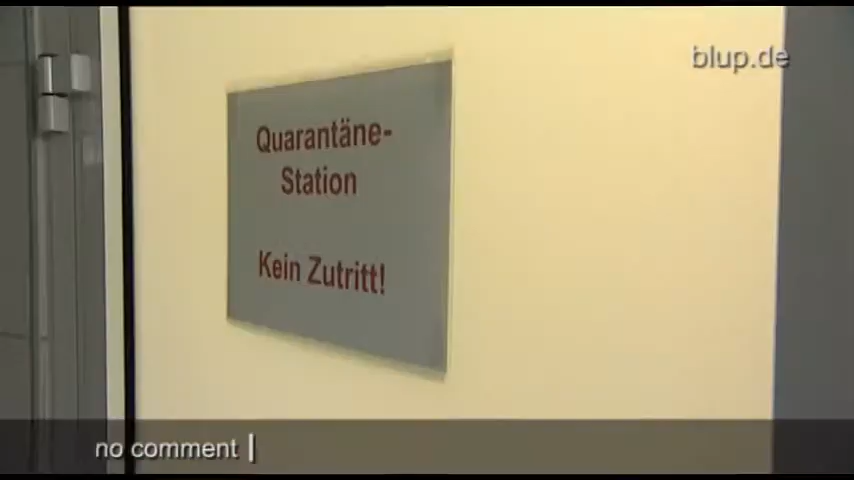 blup.de
Quarantäne-
Station
Kein Zutritt!
no comment